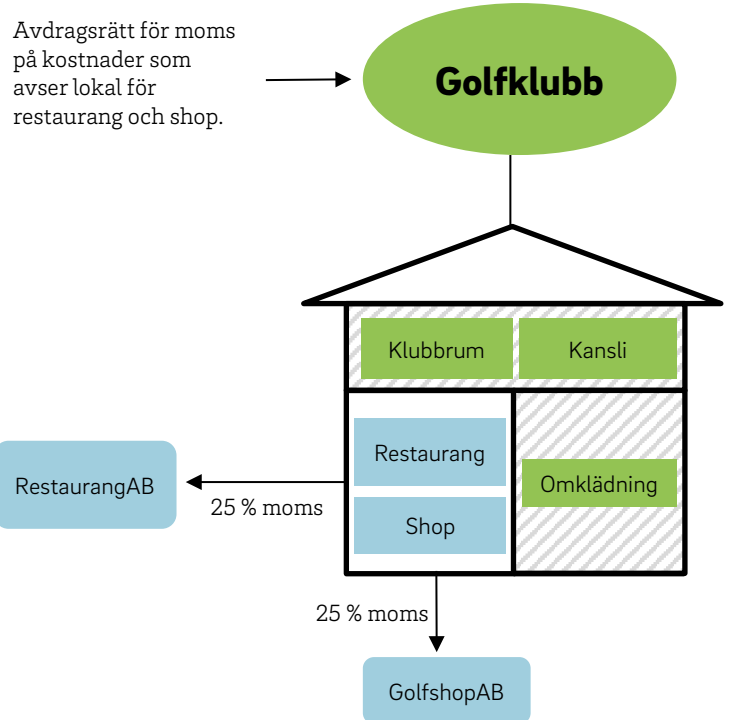 Avdragsrätt för moms
på kostnader som
avser lokal för
restaurang och shop.
Golfklubb
Klubbrum
Kansli
Restaurang
Omklädning
Shop
RestaurangAB
25 % moms
25 % moms
GolfshopAB